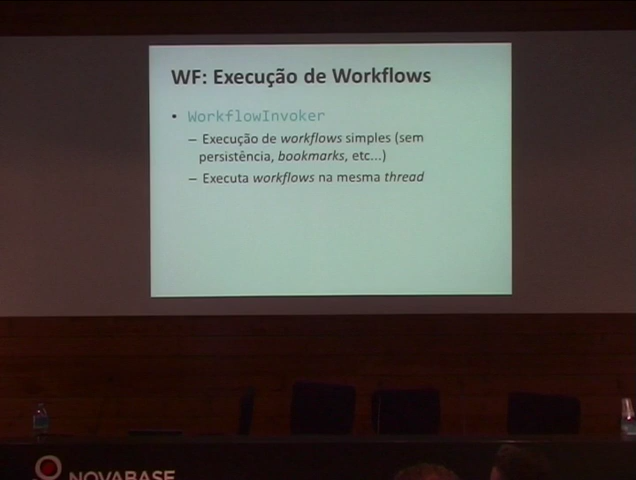 WF: Execução de Workflows
• WorkflowInvoker
– Execução de workflows simples (sem
persistência, bookmarks, etc...)
– Executa workflows na mesma thread
NOVABASE